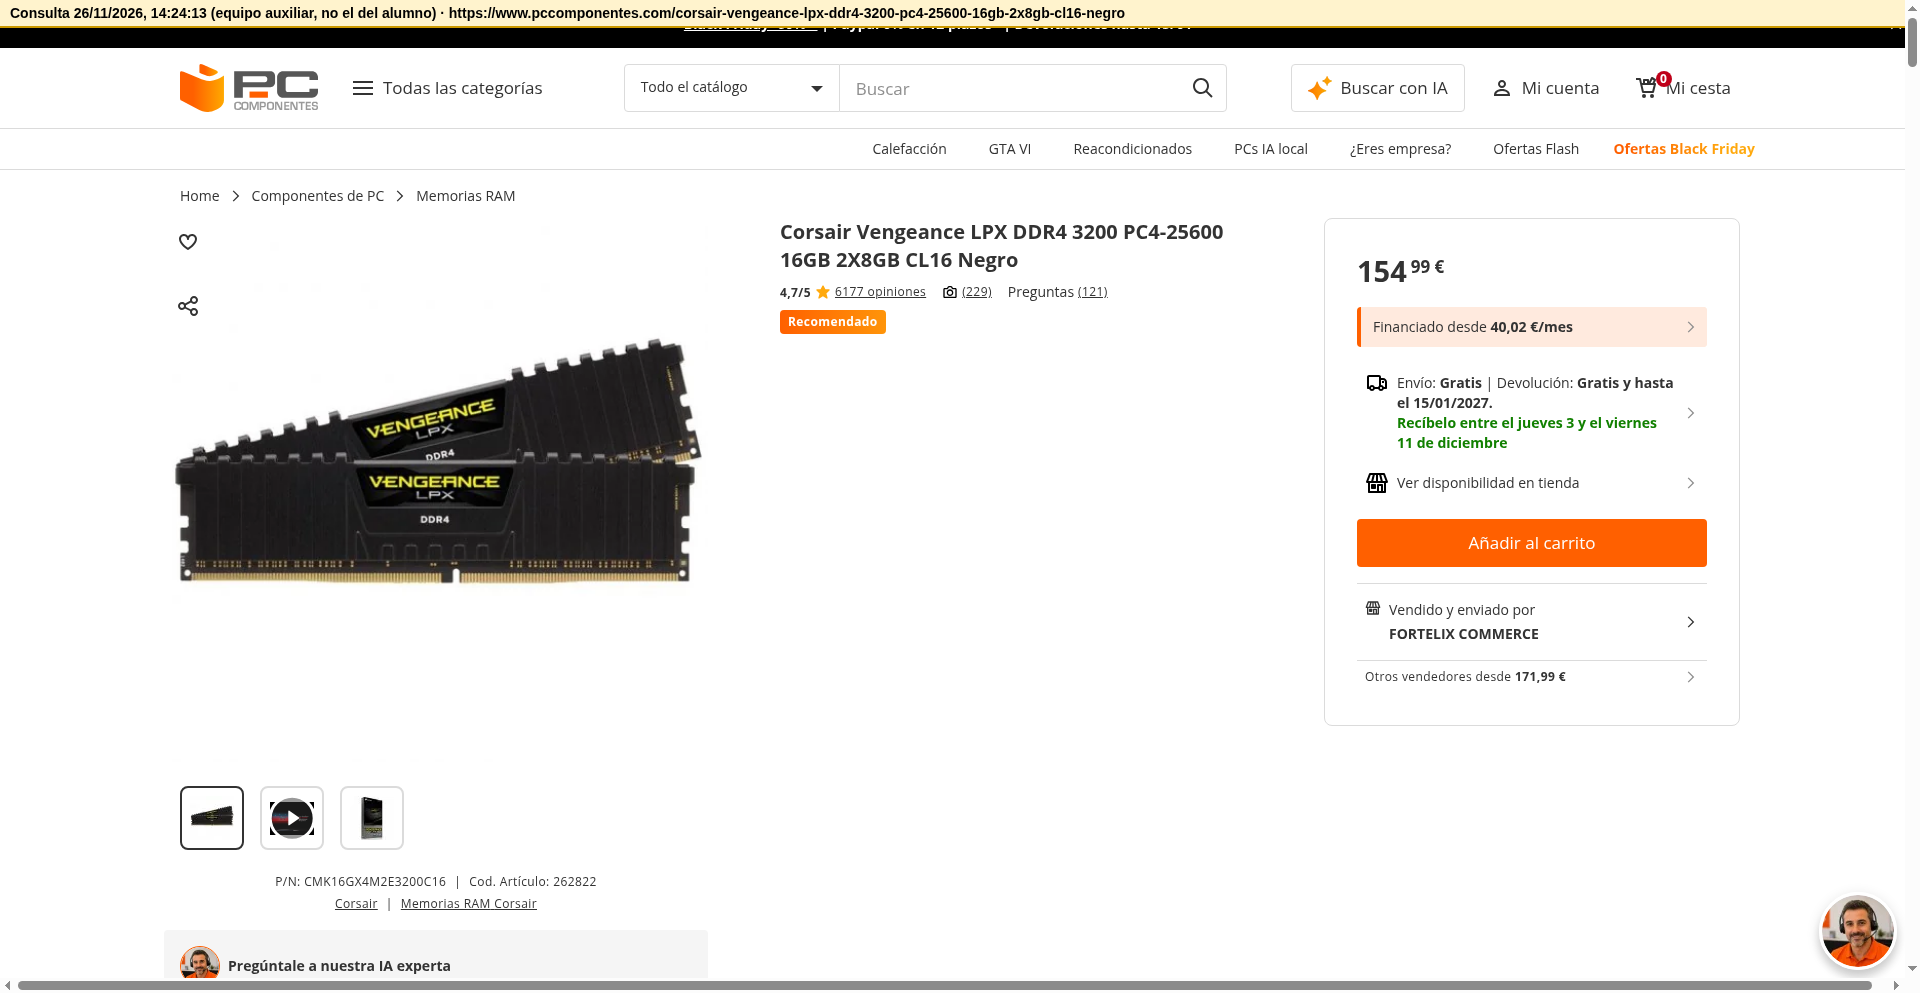 Consulta 26/11/2026, 14:24:13 (equipo auxiliar, no el del alumno) · https://www.pccomponentes.com/corsair-vengeance-lpx-ddr4-3200-pc4-25600-16gb-2x8gb-cl16-negro
PC COMPONENTES
Todas las categorías
Todo el catálogo
Buscar
Buscar con IA
Mi cuenta
0
Mi cesta
Calefacción
GTA VI
Reacondicionados
PCs IA local
¿Eres empresa?
Ofertas Flash
Ofertas Black Friday
Home
Componentes de PC
Memorias RAM
VENGEANCE
LPX
DDR4
VENGEANCE
LPX
DDR4
Corsair Vengeance LPX DDR4 3200 PC4-25600
16GB 2X8GB CL16 Negro
4,7/5 6177 opiniones (229) Preguntas (121)
Recomendado
154 99 €
Financiado desde 40,02 €/mes
Envío: Gratis | Devolución: Gratis y hasta
el 15/01/2027.
Recíbelo entre el jueves 3 y el viernes
11 de diciembre
Ver disponibilidad en tienda
Añadir al carrito
Vendido y enviado por
FORTELIX COMMERCE
Otros vendedores desde 171,99 €
P/N: CMK16GX4M2E3200C16 | Cod. Artículo: 262822
Corsair | Memorias RAM Corsair
Pregúntale a nuestra IA experta